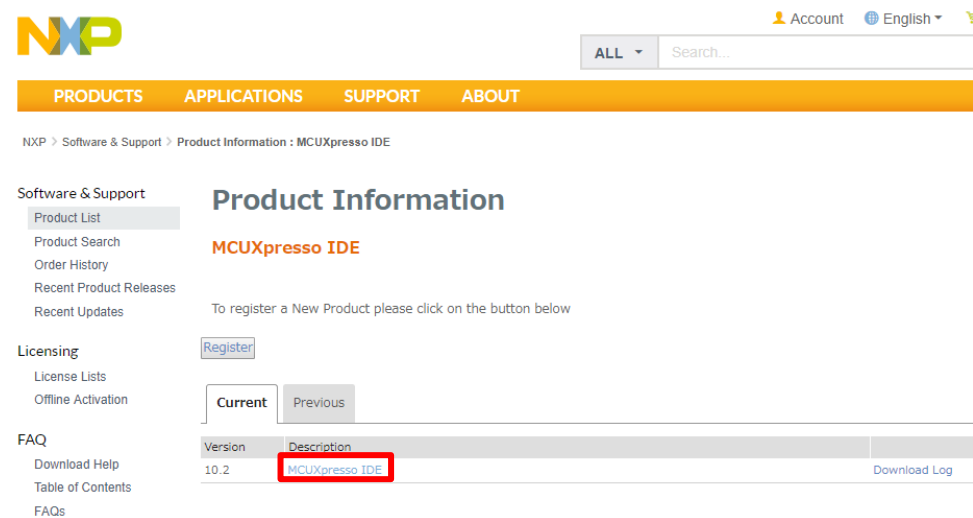 NXP
Account English
ALL Search...
PRODUCTS APPLICATIONS SUPPORT ABOUT
NXP > Software & Support > Product Information : MCUXpresso IDE
Software & Support
Product List
Product Search
Order History
Recent Product Releases
Recent Updates
Licensing
License Lists
Offline Activation
FAQ
Download Help
Table of Contents
FAQs
Product Information
MCUXpresso IDE
To register a New Product please click on the button below
Register
Current Previous
Version Description
10.2 MCUXpresso IDE Download Log